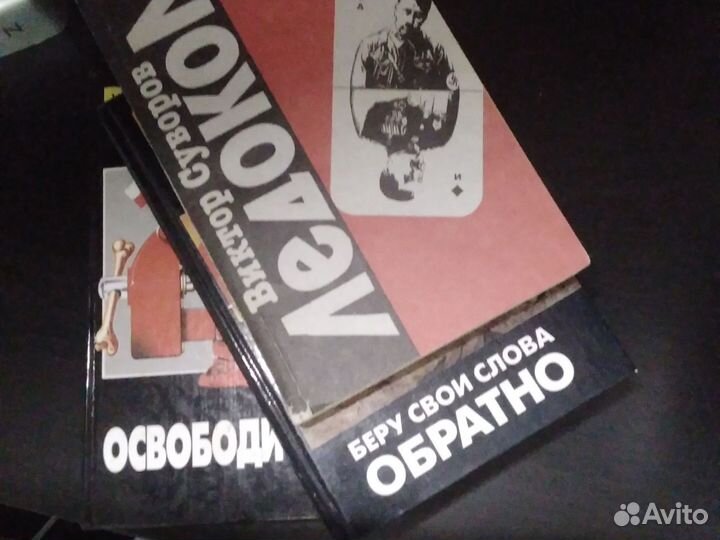 Виктор Суворов
Ледокол
А
И
БЕРУ СВОИ СЛОВА
ОБРАТНО
ОСВОБОДИ
Z
Avito